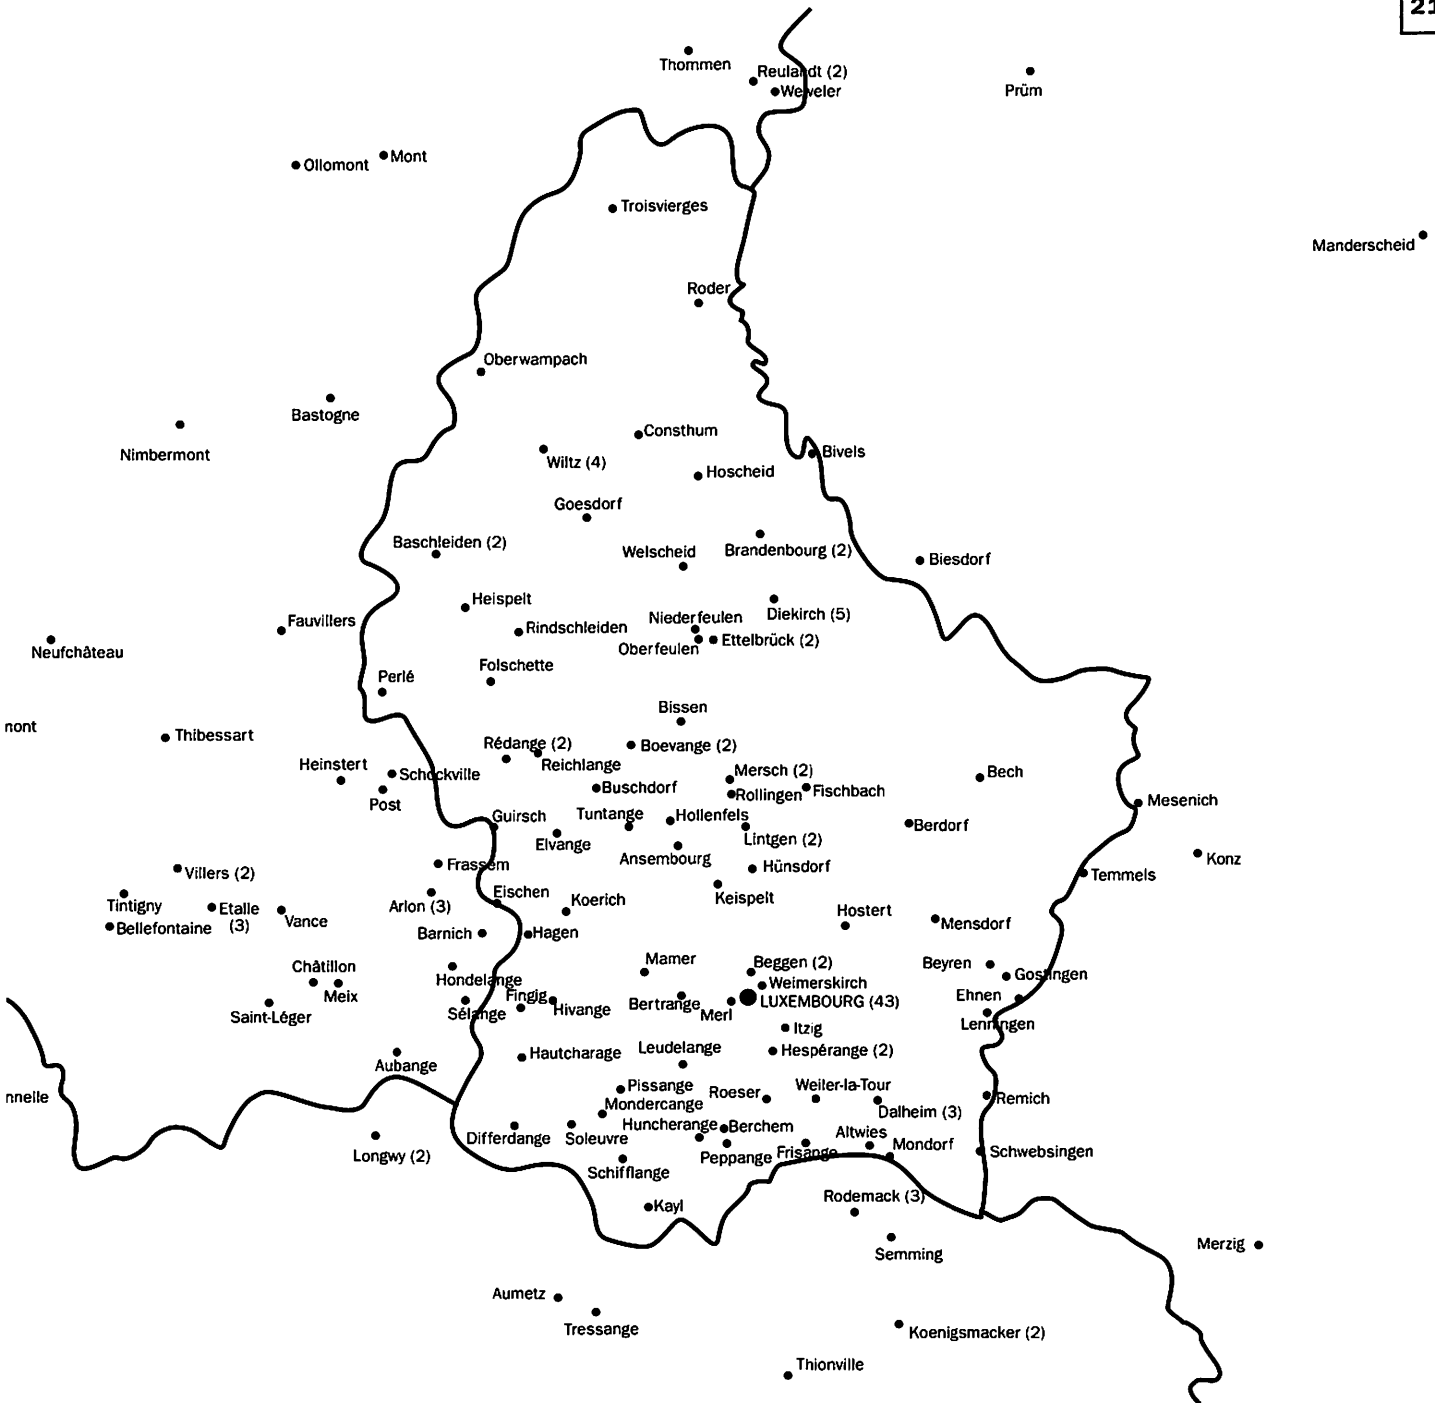 21
Thommen
Reulandt (2)
Weweler
Prüm
Ollomont
Mont
Troisvierges
Manderscheid
Roder
Oberwampach
Bastogne
Nimbermont
Consthum
Bivels
Wiltz (4)
Hoscheid
Goesdorf
Baschleiden (2)
Welscheid
Brandenbourg (2)
Biesdorf
Heispelt
Fauvillers
Rindschleiden
Niederfeulen
Diekirch (5)
Neufchâteau
Oberfeulen
Ettelbrück (2)
Folschette
Perlé
Bissen
nont
Thibessart
Rédange (2)
Boevange (2)
Heinstert
Schockville
Reichlange
Mersch (2)
Bech
Post
Buschdorf
Rollingen
Fischbach
Mesenich
Guirsch
Tuntange
Hollenfels
Berdorf
Elvange
Lintgen (2)
Ansembourg
Konz
Frassem
Hünsdorf
Villers (2)
Temmels
Tintigny
Etalle
(3)
Vance
Arlon (3)
Eischen
Koerich
Keispelt
Hostert
Bellefontaine
Barnich
Hagen
Mensdorf
Châtillon
Meix
Hondelange
Mamer
Beggen (2)
Beyren
Gostingen
Weimerskirch
Saint-Léger
Sélange
Fingig
Hivange
Bertrange
Merl
LUXEMBOURG (43)
Ehnen
Lenningen
Itzig
Aubange
Hautcharage
Leudelange
Hespérange (2)
nnelle
Pissange
Roeser
Weiler-la-Tour
Remich
Mondercange
Dalheim (3)
Longwy (2)
Differdange
Soleuvre
Huncherange
Berchem
Altwies
Mondorf
Schwebsingen
Schifflange
Peppange
Frisange
Kayl
Rodemack (3)
Semming
Merzig
Aumetz
Tressange
Koenigsmacker (2)
Thionville